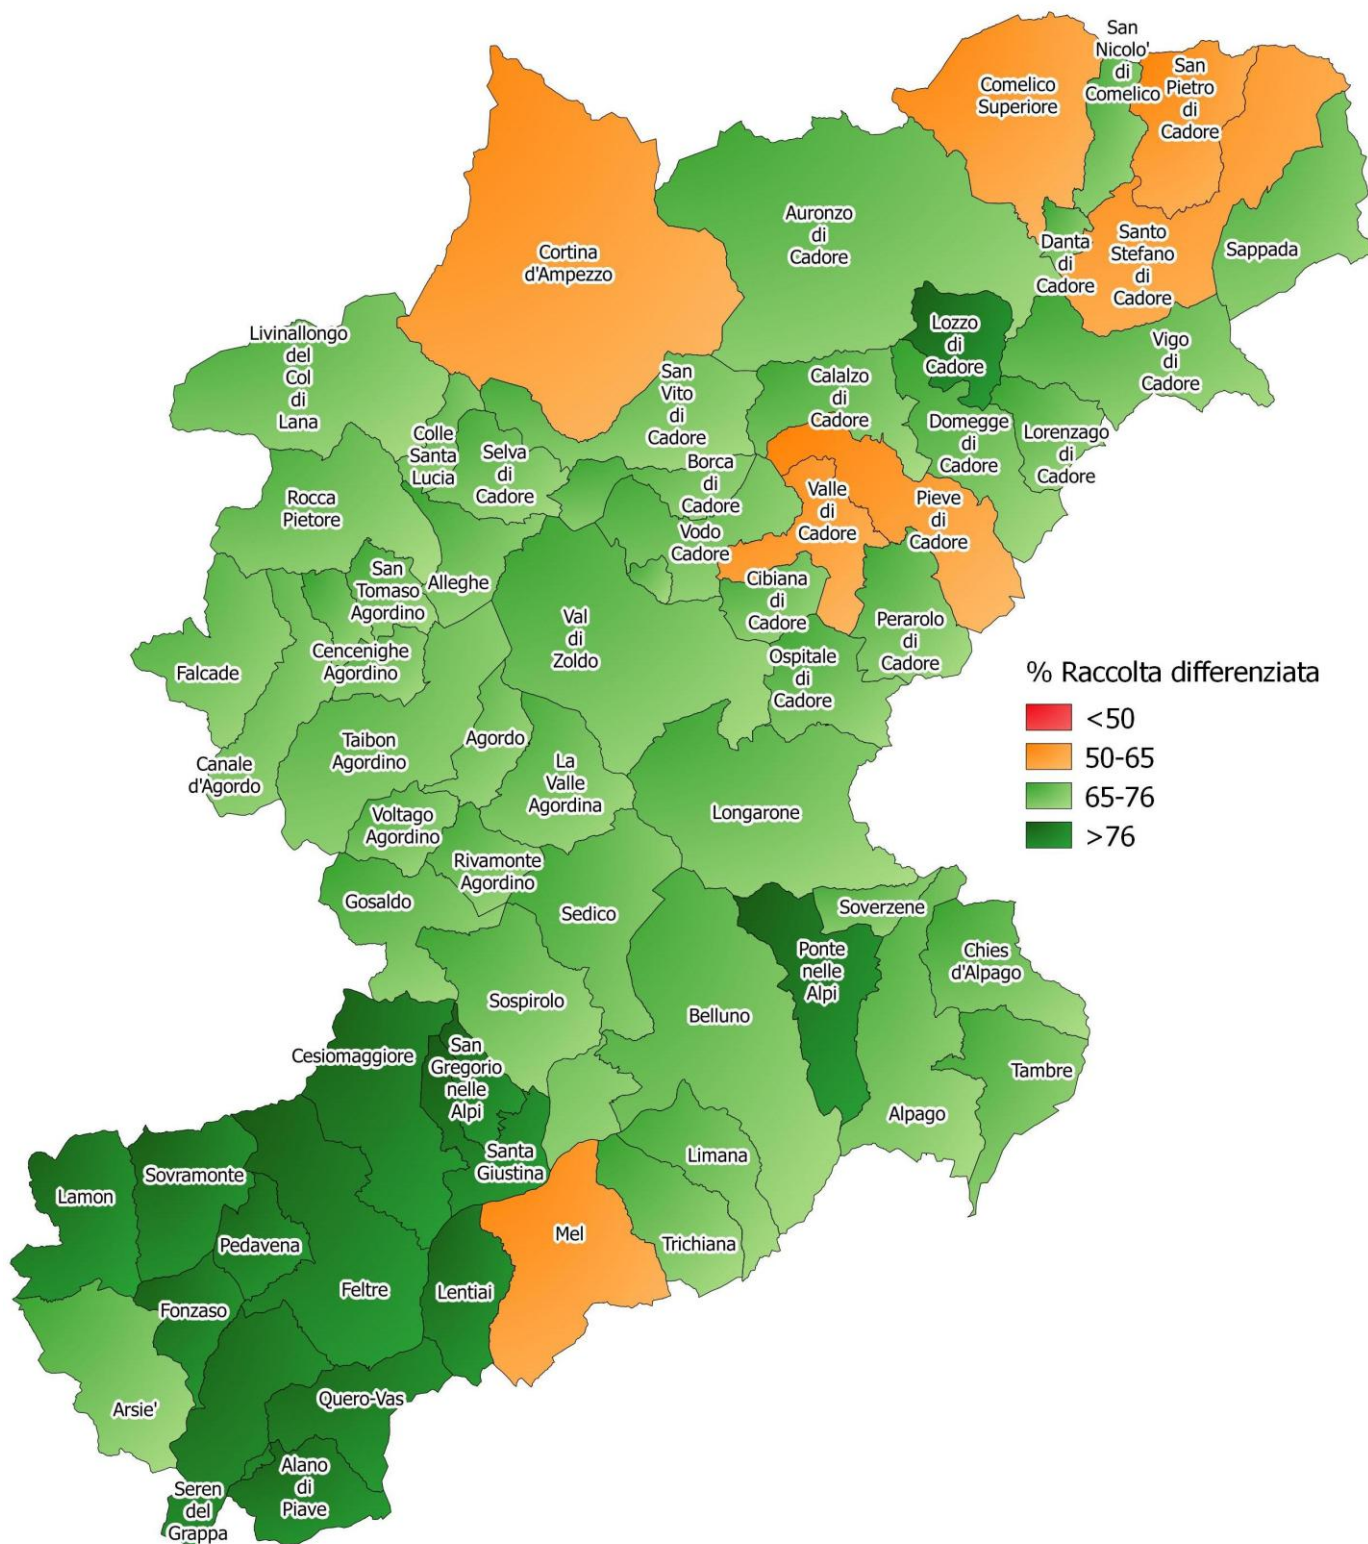 San
Nicolo'
di
Comelico
San
Pietro
di
Cadore
Comelico
Superiore
Auronzo
di
Cadore
Danta
di
Cadore
Santo
Stefano
di
Cadore
Sappada
Cortina
d'Ampezzo
Livinallongo
del
Col
di
Lana
Lozzo
di
Cadore
Vigo
di
Cadore
San
Vito
di
Cadore
Calalzo
di
Cadore
Domegge
di
Cadore
Lorenzago
di
Cadore
Colle
Santa
Lucia
Selva
di
Cadore
Borca
di
Cadore
Valle
di
Cadore
Pieve
di
Cadore
Rocca
Pietore
Vodo
Cadore
San
Tomaso
Agordino
Alleghe
Cibiana
di
Cadore
Perarolo
di
Cadore
Val
di
Zoldo
Cencenighe
Agordino
Falcade
Ospitale
di
Cadore
% Raccolta differenziata
<50
50-65
65-76
>76
Canale
d'Agordo
Taibon
Agordino
Agordo
La
Valle
Agordina
Longarone
Voltago
Agordino
Rivamonte
Agordino
Gosaldo
Sedico
Soverzene
Chies
d'Alpago
Ponte
nelle
Alpi
Sospirolo
Belluno
Cesiomaggiore
San
Gregorio
nelle
Alpi
Tambre
Alpago
Santa
Giustina
Limana
Sovramonte
Lamon
Pedavena
Mel
Trichiana
Feltre
Lentiai
Fonzaso
Quero-Vas
Arsie'
Alano
di
Piave
Seren
del
Grappa